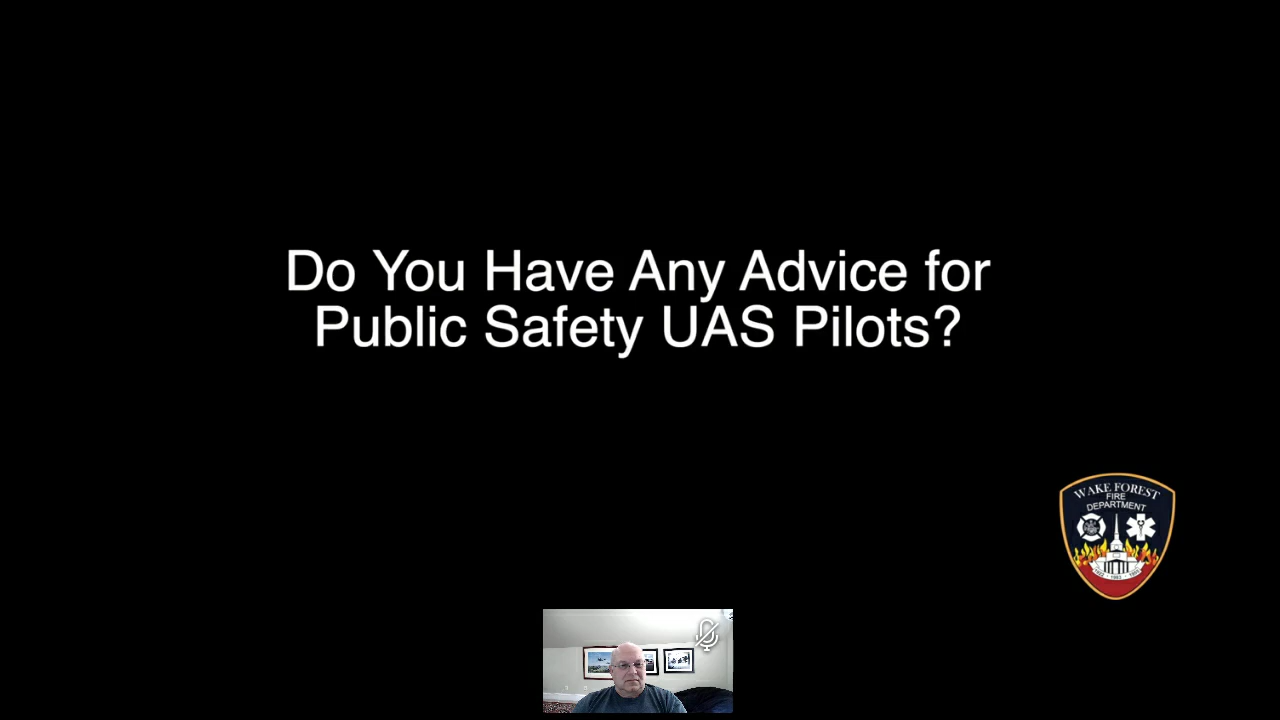 Do You Have Any Advice for
Public Safety UAS Pilots?
WAKE FOREST
FIRE
DEPARTMENT